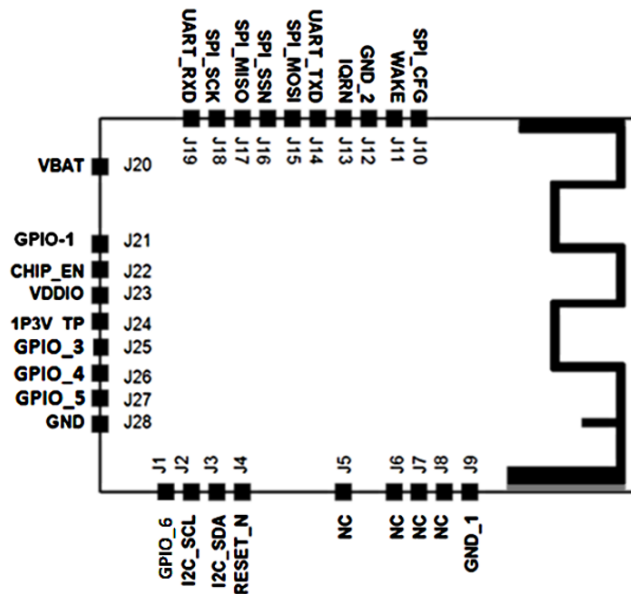 UART_RXD
SPI_SCK
SPI_MISO
SPI_SSN
SPI_MOSI
UART_TXD
IQRN
GND_2
WAKE
SPI_CFG
J19
J18
J17
J16
J15
J14
J13
J12
J11
J10
VBAT J20
GPIO-1 J21
CHIP_EN J22
VDDIO J23
1P3V_TP J24
GPIO_3 J25
GPIO_4 J26
GPIO_5 J27
GND J28
J1
J2
J3
J4
J5
J6
J7
J8
J9
GPIO_6
I2C_SCL
I2C_SDA
RESET_N
NC
NC
NC
NC
GND_1